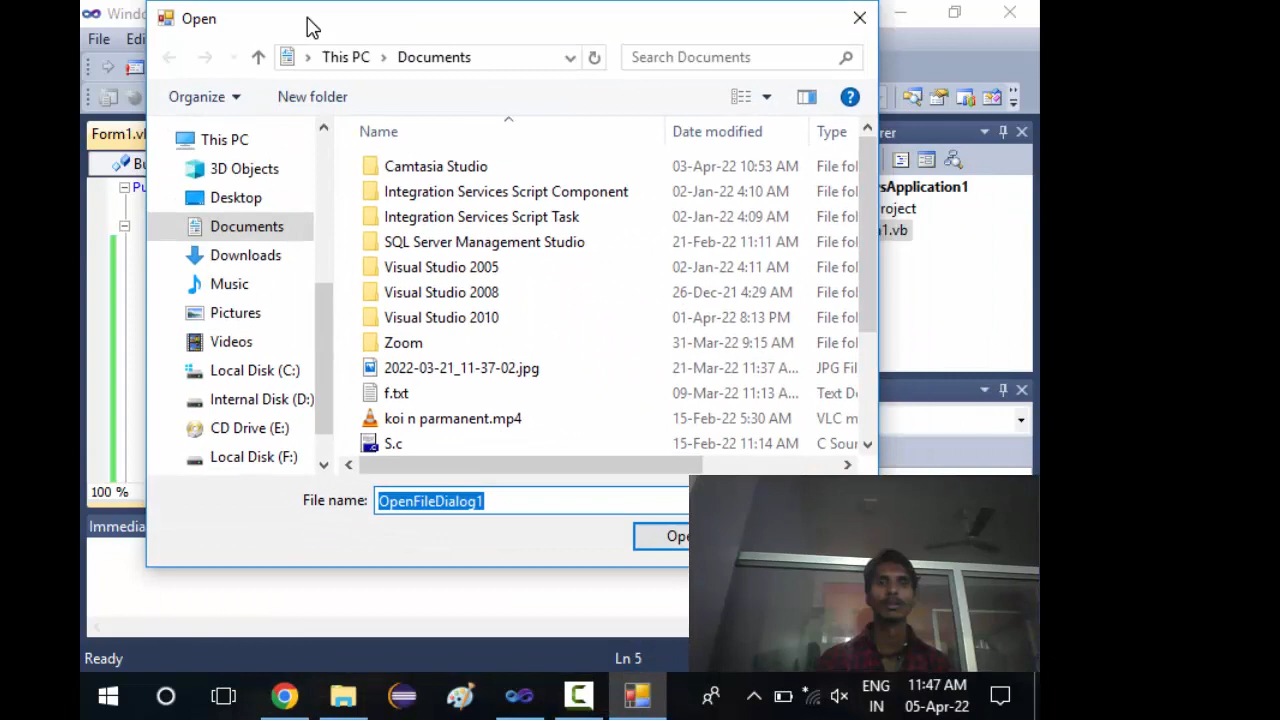 Windo
Open
File
Edi
This PC
Documents
Search Documents
Organize
New folder
Form1.vb
Bu
Pu
This PC
3D Objects
Desktop
Documents
Downloads
Music
Pictures
Videos
Local Disk (C:)
Internal Disk (D:)
CD Drive (E:)
Local Disk (F:)
Name Date modified Type
Camtasia Studio 03-Apr-22 10:53 AM File fol
Integration Services Script Component 02-Jan-22 4:10 AM File fol
Integration Services Script Task 02-Jan-22 4:09 AM File fol
SQL Server Management Studio 21-Feb-22 11:11 AM File fol
Visual Studio 2005 02-Jan-22 4:11 AM File fol
Visual Studio 2008 26-Dec-21 4:29 AM File fol
Visual Studio 2010 01-Apr-22 8:13 PM File fol
Zoom 31-Mar-22 9:15 AM File fol
2022-03-21_11-37-02.jpg 21-Mar-22 11:37 A... JPG Fil
f.txt 09-Mar-22 11:13 A... Text Do
koi n parmanent.mp4 15-Feb-22 5:30 AM VLC m
S.c 15-Feb-22 11:14 AM C Sour
rer
sApplication1
roject
n1.vb
100 %
File name: OpenFileDialog1
Ope
Immedia
Ready
Ln 5
ENG
IN
11:47 AM
05-Apr-22